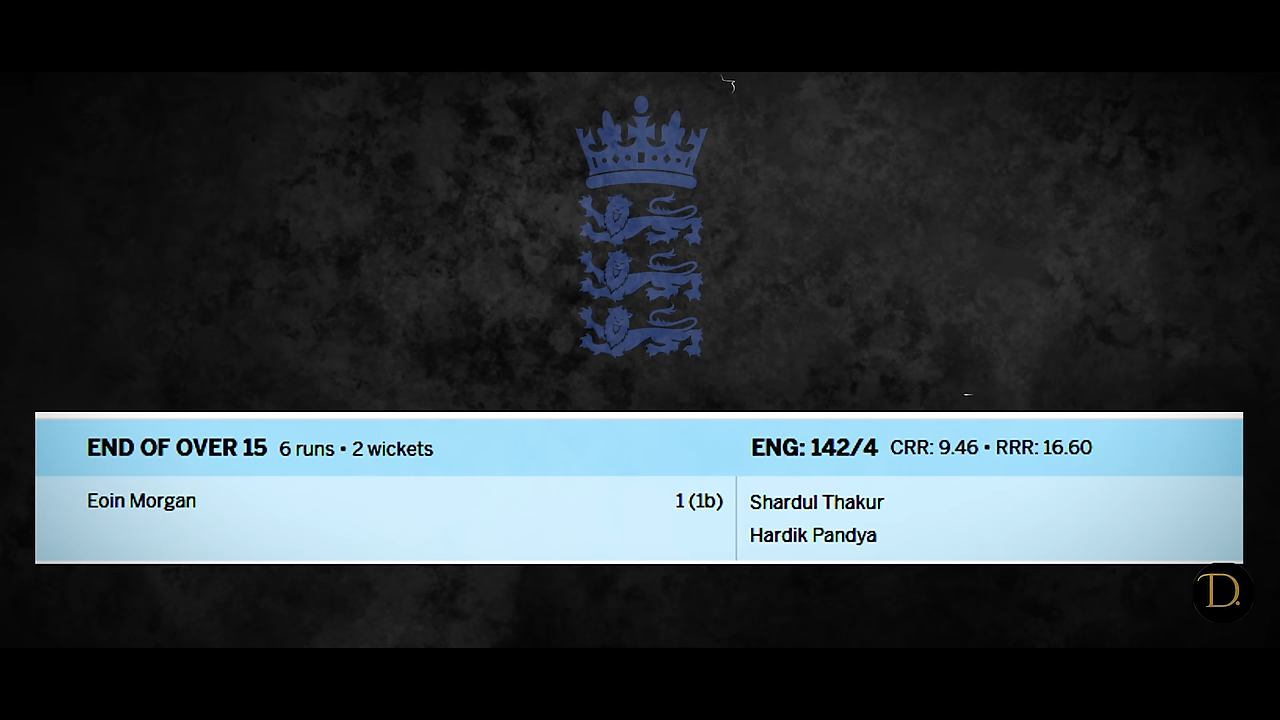 END OF OVER 15 6 runs • 2 wickets ENG: 142/4 CRR: 9.46 • RRR: 16.60
Eoin Morgan 1 (1b) Shardul Thakur
Hardik Pandya
D.